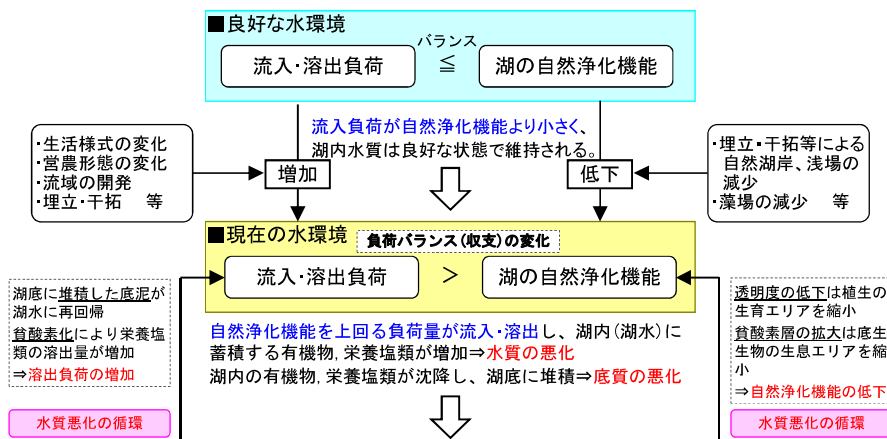 ■良好な水環境
バランス
流入・溶出負荷
≦
湖の自然浄化機能
流入負荷が自然浄化機能より小さく、
湖内水質は良好な状態で維持される。
・生活様式の変化
・営農形態の変化
・流域の開発
・埋立・干拓　等
増加
低下
・埋立・干拓等による
自然湖岸、浅場の
減少
・藻場の減少　等
■現在の水環境
負荷バランス(収支)の変化
流入・溶出負荷
＞
湖の自然浄化機能
湖底に堆積した底泥が
湖水に再回帰
貧酸素化により栄養塩
類の溶出量が増加
⇒溶出負荷の増加
水質悪化の循環
自然浄化機能を上回る負荷量が流入・溶出し、湖内(湖水)に
蓄積する有機物,栄養塩類が増加⇒水質の悪化
湖内の有機物,栄養塩類が沈降し、湖底に堆積⇒底質の悪化
透明度の低下は植生の
生育エリアを縮小
貧酸素層の拡大は底生
生物の生息エリアを縮
小
⇒自然浄化機能の低下
水質悪化の循環